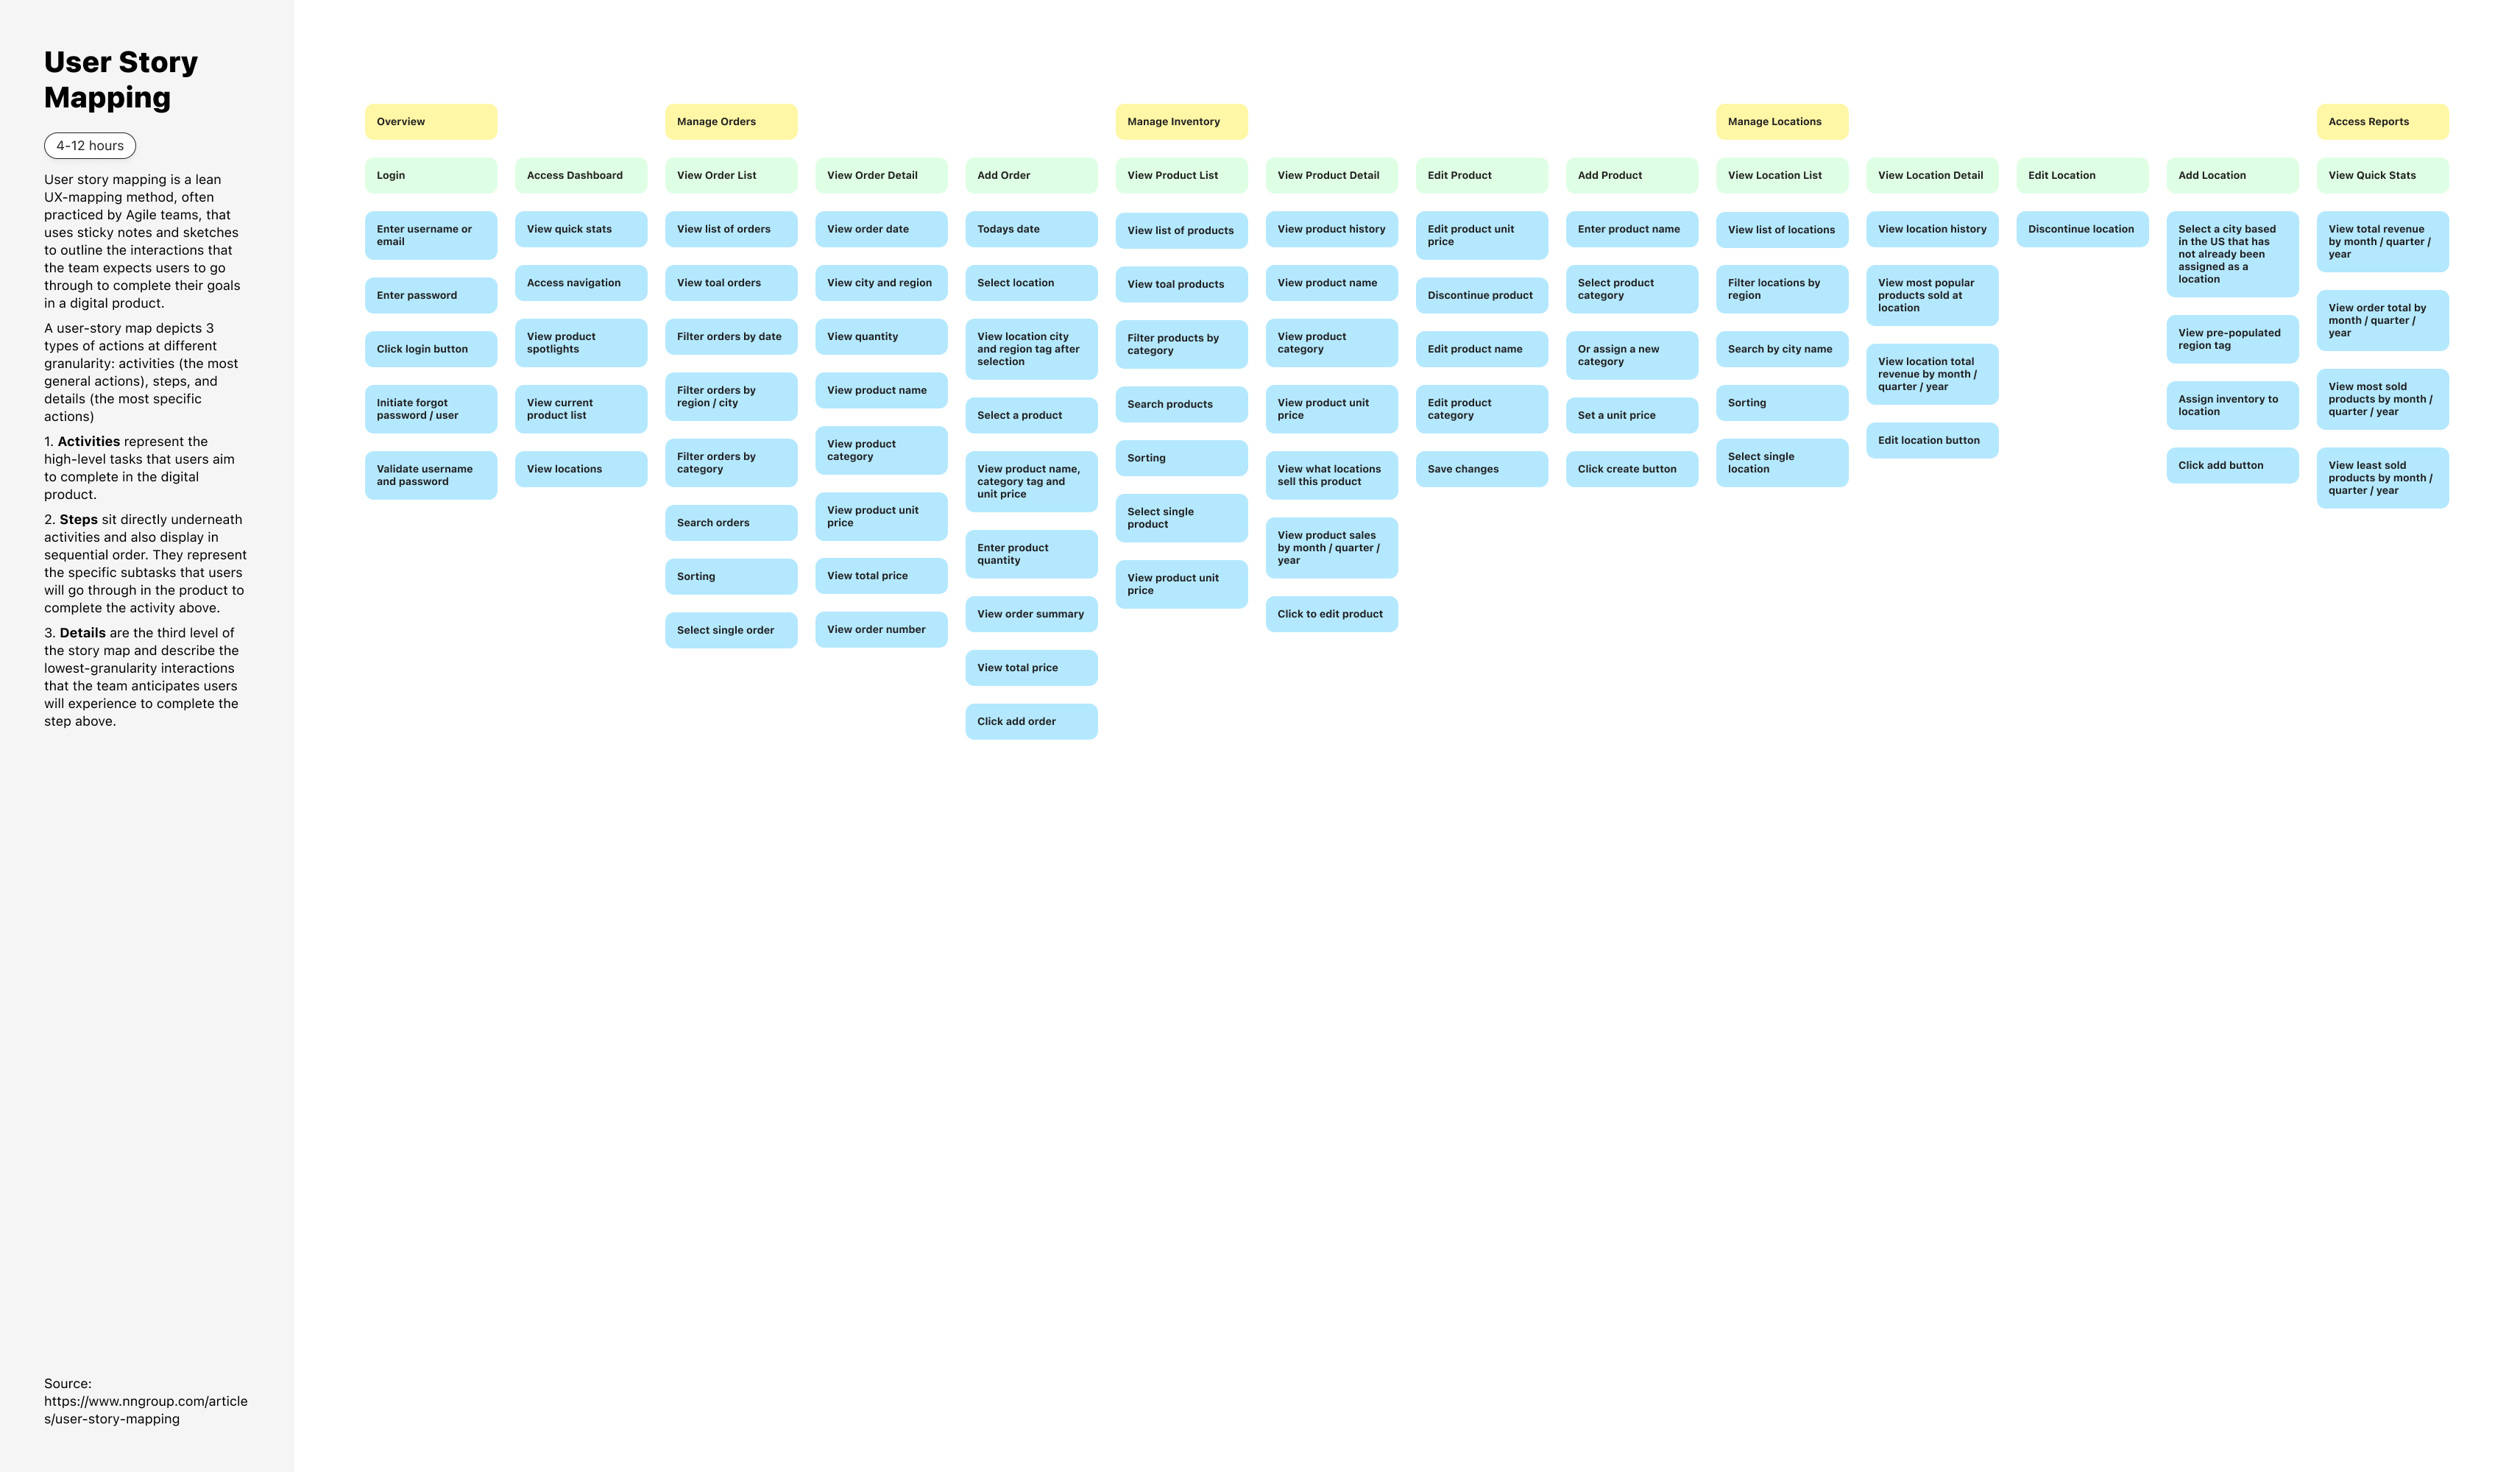 User Story
Mapping
4-12 hours
User story mapping is a lean
UX-mapping method, often
practiced by Agile teams, that
uses sticky notes and sketches
to outline the interactions that
the team expects users to go
through to complete their goals
in a digital product.
A user-story map depicts 3
types of actions at different
granularity: activities (the most
general actions), steps, and
details (the most specific
actions)
1. Activities represent the
high-level tasks that users aim
to complete in the digital
product.
2. Steps sit directly underneath
activities and also display in
sequential order. They represent
the specific subtasks that users
will go through in the product to
complete the activity above.
3. Details are the third level of
the story map and describe the
lowest-granularity interactions
that the team anticipates users
will experience to complete the
step above.
Source:
https://www.nngroup.com/article
s/user-story-mapping
Overview
Login
Enter username or
email
Enter password
Click login button
Initiate forgot
password / user
Validate username
and password
Access Dashboard
View quick stats
Access navigation
View product
spotlights
View current
product list
View locations
Manage Orders
View Order List
View list of orders
View toal orders
Filter orders by date
Filter orders by
region / city
Filter orders by
category
Search orders
Sorting
Select single order
View Order Detail
View order date
View city and region
View quantity
View product name
View product
category
View product unit
price
View total price
View order number
Add Order
Todays date
Select location
View location city
and region tag after
selection
Select a product
View product name,
category tag and
unit price
Enter product
quantity
View order summary
View total price
Click add order
Manage Inventory
View Product List
View list of products
View toal products
Filter products by
category
Search products
Sorting
Select single
product
View product unit
price
View Product Detail
View product history
View product name
View product
category
View product unit
price
View what locations
sell this product
View product sales
by month / quarter /
year
Click to edit product
Edit Product
Edit product unit
price
Discontinue product
Edit product name
Edit product
category
Save changes
Add Product
Enter product name
Select product
category
Or assign a new
category
Set a unit price
Click create button
Manage Locations
View Location List
View list of locations
Filter locations by
region
Search by city name
Sorting
Select single
location
View Location Detail
View location history
View most popular
products sold at
location
View location total
revenue by month /
quarter / year
Edit location button
Edit Location
Discontinue location
Add Location
Select a city based
in the US that has
not already been
assigned as a
location
View pre-populated
region tag
Assign inventory to
location
Click add button
Access Reports
View Quick Stats
View total revenue
by month / quarter /
year
View order total by
month / quarter /
year
View most sold
products by month /
quarter / year
View least sold
products by month /
quarter / year